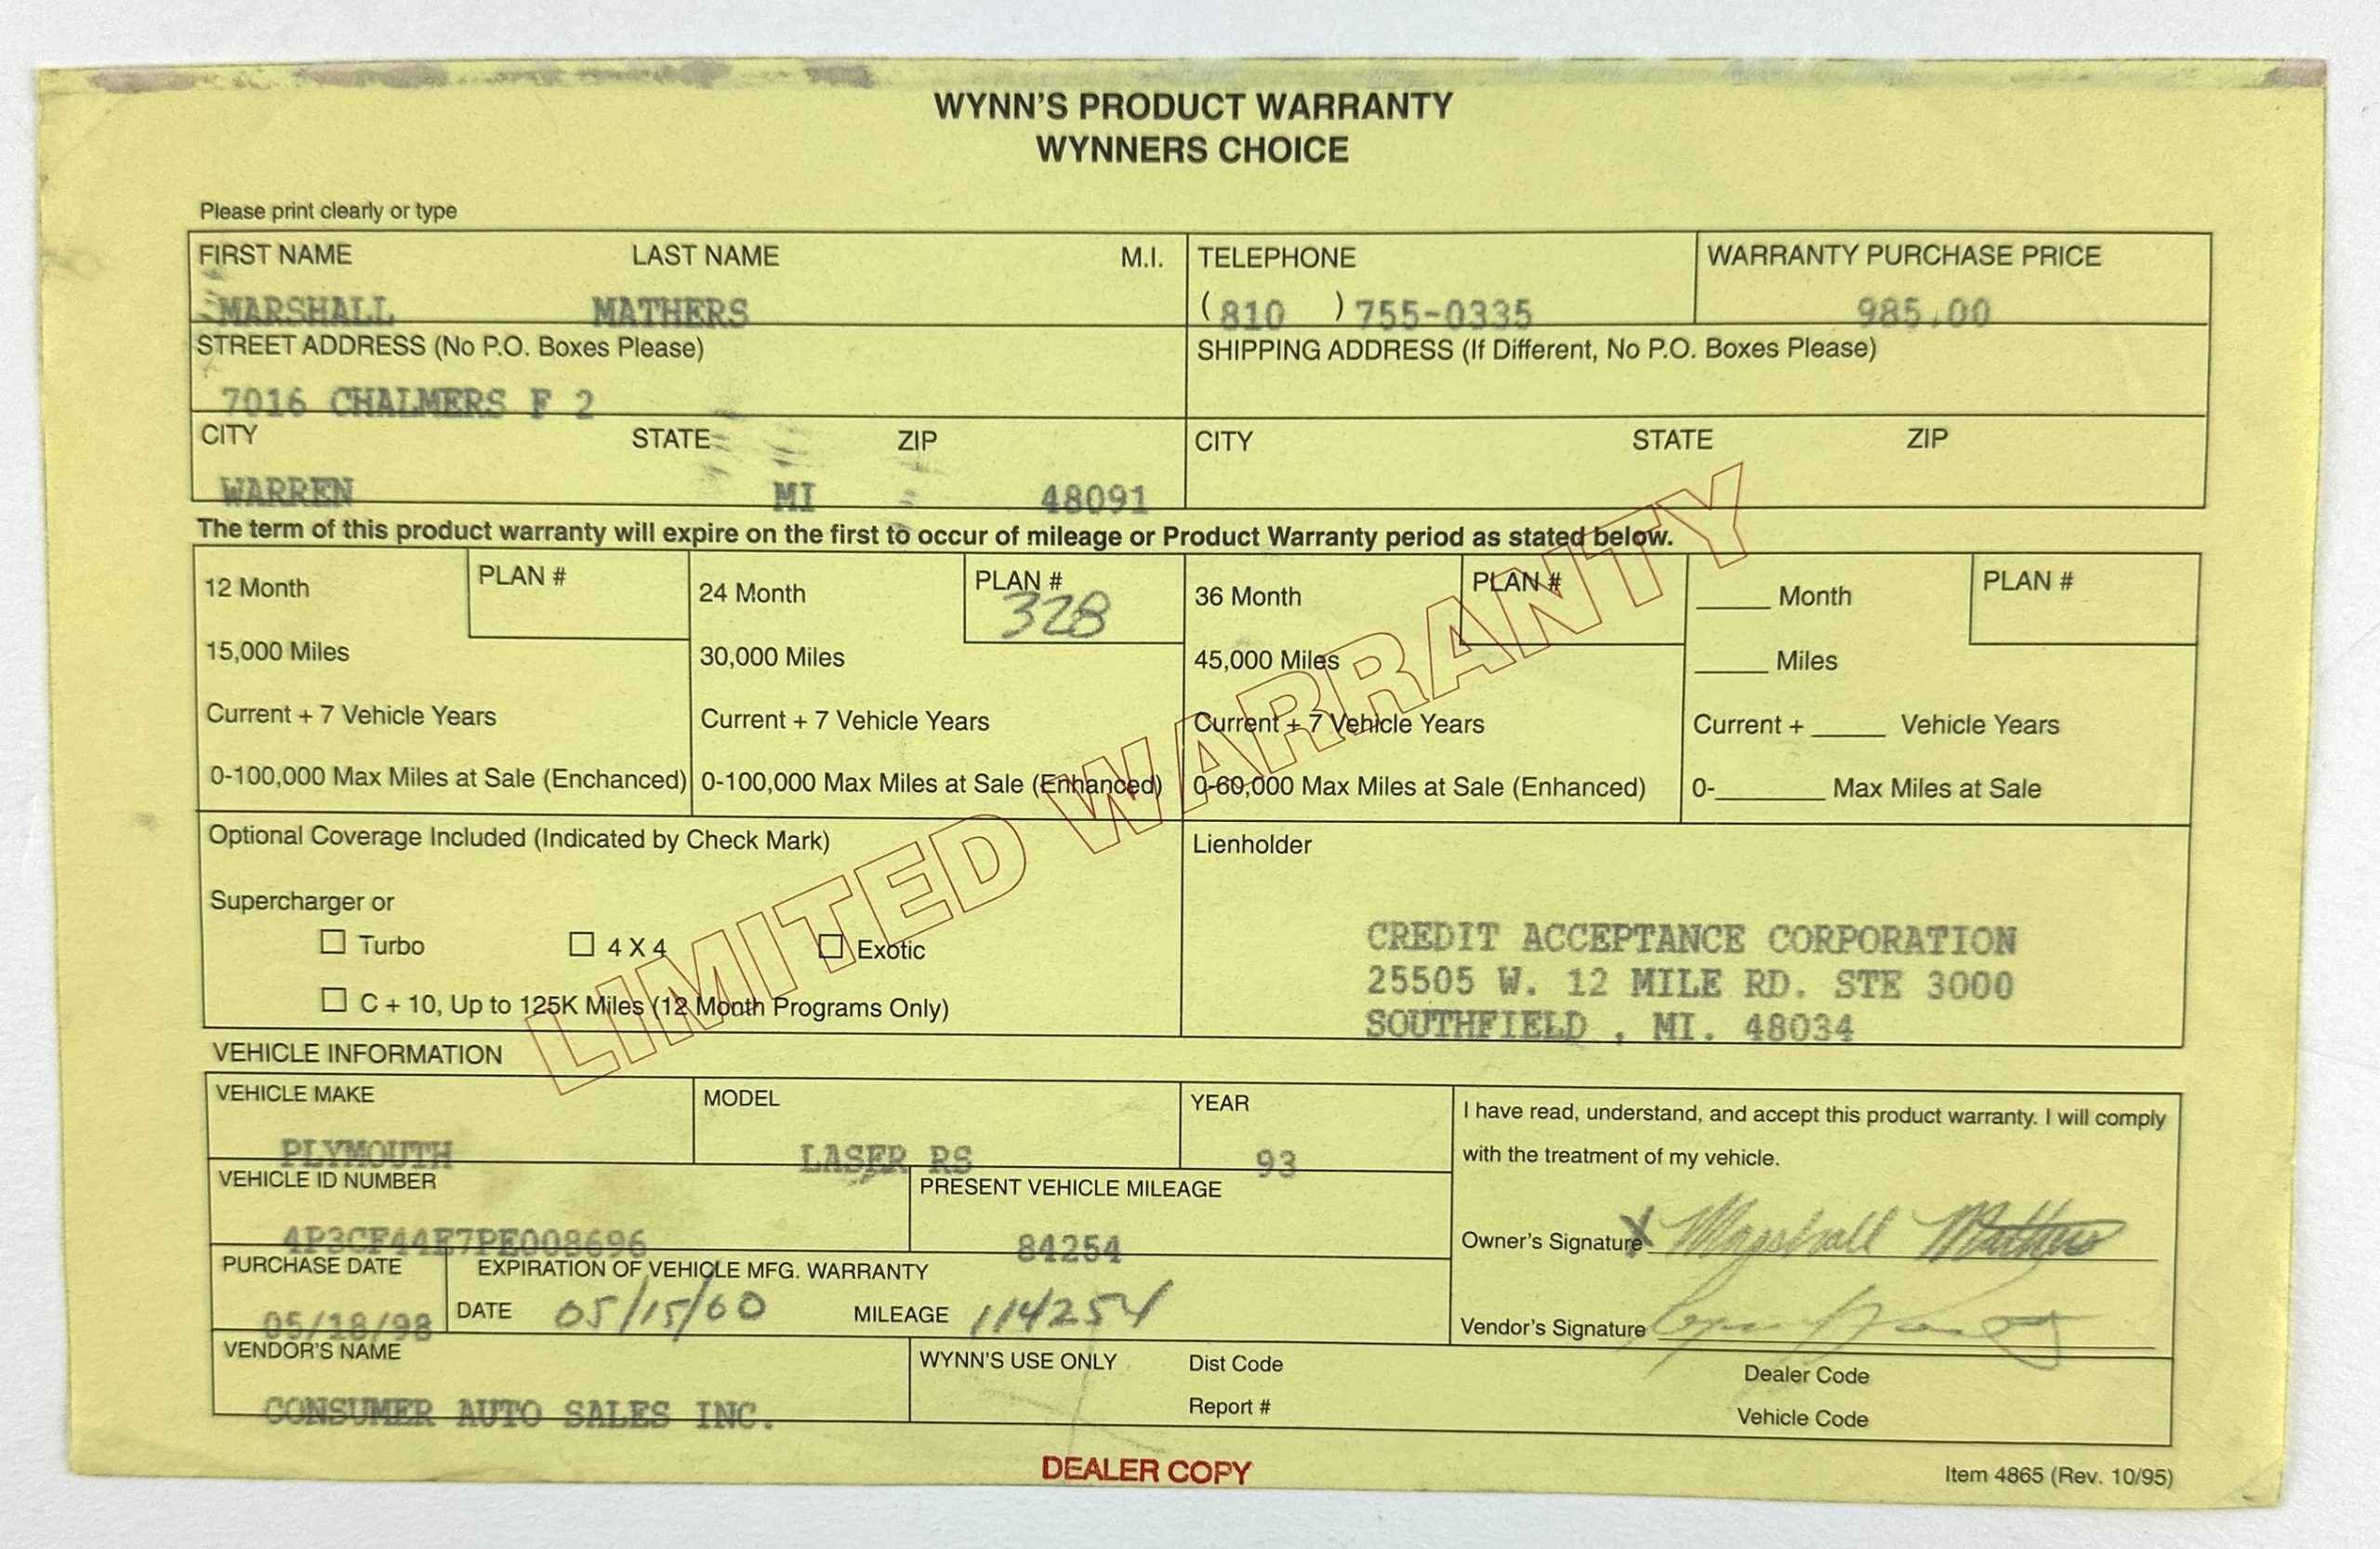 WYNN'S PRODUCT WARRANTY
WYNNERS CHOICE
Please print clearly or type
FIRST NAME LAST NAME M.I. TELEPHONE WARRANTY PURCHASE PRICE
MARSHALL MATHERS (810 ) 755-0335 985.00
STREET ADDRESS (No P.O. Boxes Please) SHIPPING ADDRESS (If Different, No P.O. Boxes Please)
7016 CHALMERS F 2
CITY STATE ZIP CITY STATE ZIP
WARREN MI 48091
The term of this product warranty will expire on the first to occur of mileage or Product Warranty period as stated below.
12 Month PLAN # 24 Month PLAN # 328 36 Month PLAN # ____ Month PLAN #
15,000 Miles 30,000 Miles 45,000 Miles ____ Miles
Current + 7 Vehicle Years Current + 7 Vehicle Years Current + 7 Vehicle Years Current + ____ Vehicle Years
0-100,000 Max Miles at Sale (Enchanced) 0-100,000 Max Miles at Sale (Enhanced) 0-60,000 Max Miles at Sale (Enhanced) 0-______ Max Miles at Sale
LIMITED WARRANTY
Optional Coverage Included (Indicated by Check Mark) Lienholder
Supercharger or
Turbo 4 X 4 Exotic
C + 10, Up to 125K Miles (12 Month Programs Only)
CREDIT ACCEPTANCE CORPORATION
25505 W. 12 MILE RD. STE 3000
SOUTHFIELD , MI. 48034
VEHICLE INFORMATION
VEHICLE MAKE MODEL YEAR
PLYMOUTH LASER RS 93
I have read, understand, and accept this product warranty. I will comply
with the treatment of my vehicle.
VEHICLE ID NUMBER PRESENT VEHICLE MILEAGE
4P3CF44E7PE008696 84254
Owner's Signature X Marshall Mathers
PURCHASE DATE EXPIRATION OF VEHICLE MFG. WARRANTY
05/18/98 DATE 05/15/00 MILEAGE 114254
Vendor's Signature
VENDOR'S NAME WYNN'S USE ONLY Dist Code Dealer Code
CONSUMER AUTO SALES INC. Report # Vehicle Code
DEALER COPY
Item 4865 (Rev. 10/95)